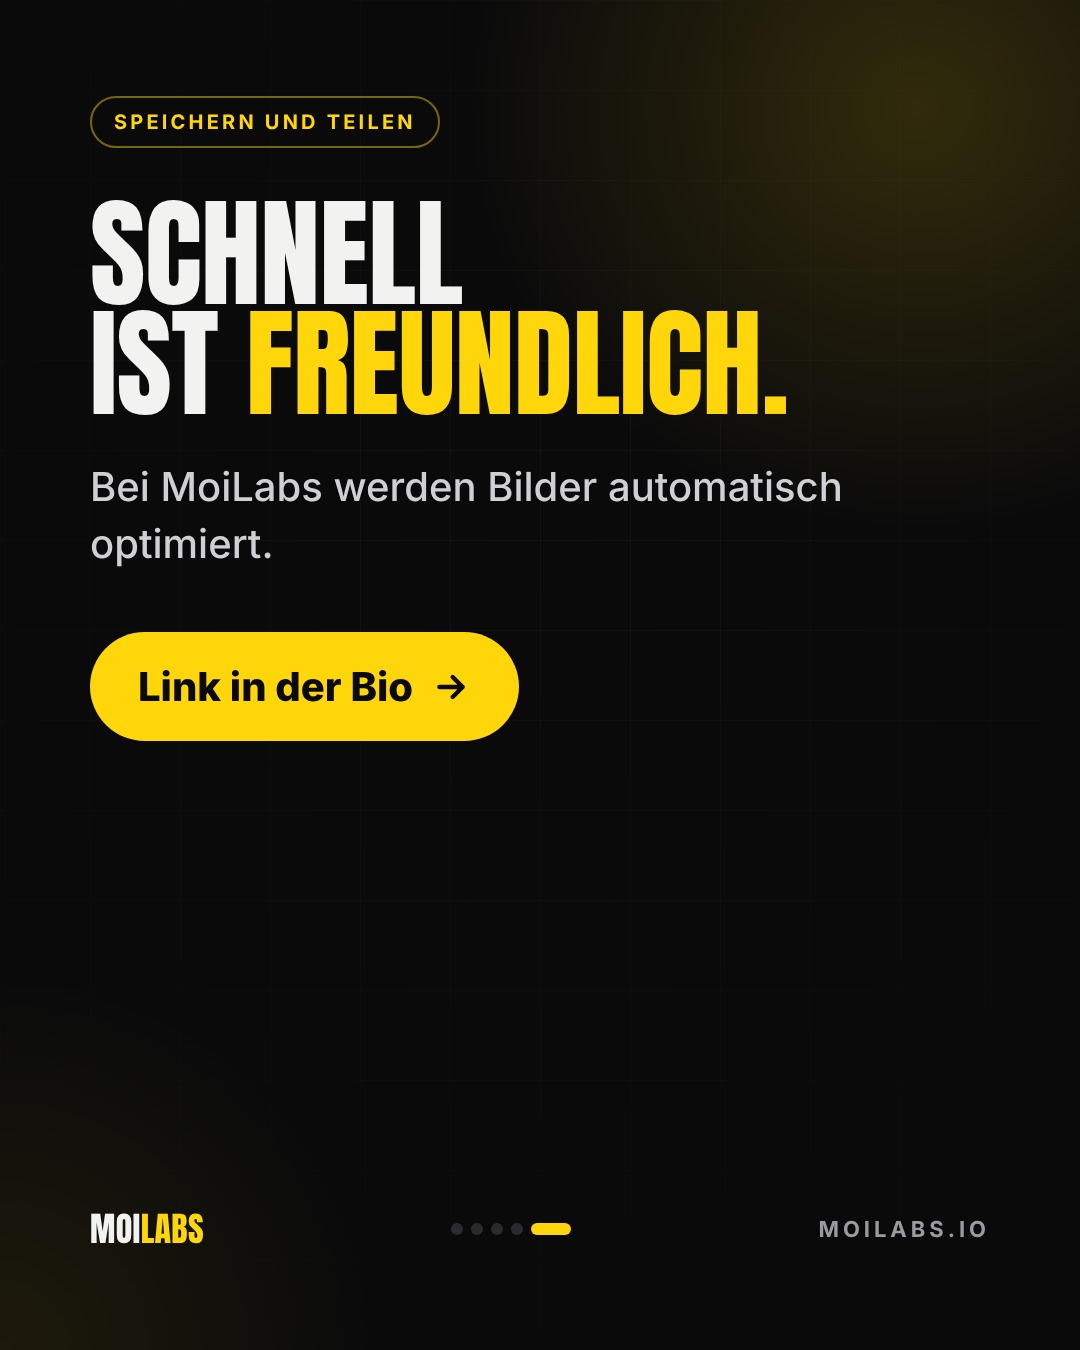 SPEICHERN UND TEILEN
SCHNELL
IST FREUNDLICH.
Bei MoiLabs werden Bilder automatisch
optimiert.
Link in der Bio →
MOILABS
MOILABS.IO